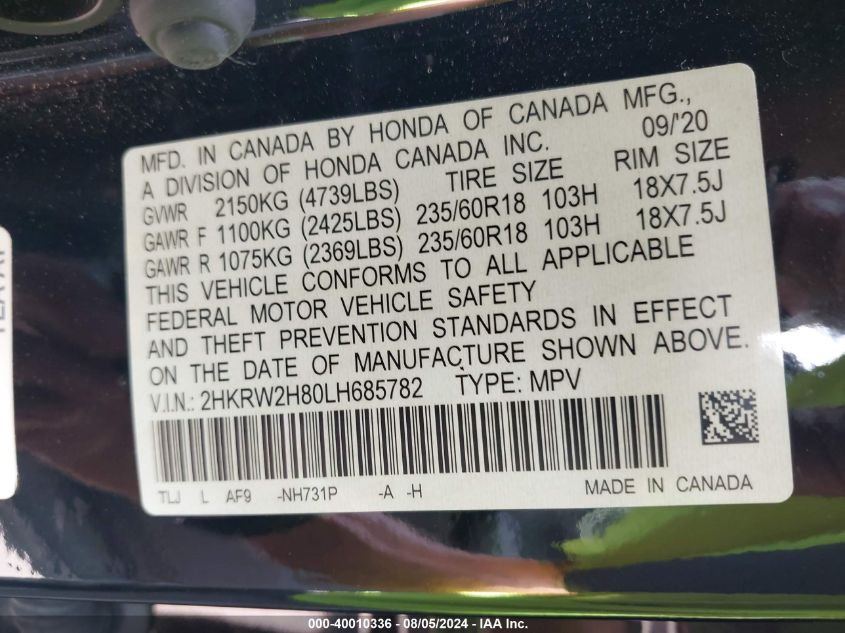 MFD. IN CANADA BY HONDA OF CANADA MFG.,
A DIVISION OF HONDA CANADA INC. 09/'20
GVWR 2150KG (4739LBS) TIRE SIZE RIM SIZE
GAWR F 1100KG (2425LBS) 235/60R18 103H 18X7.5J
GAWR R 1075KG (2369LBS) 235/60R18 103H 18X7.5J
THIS VEHICLE CONFORMS TO ALL APPLICABLE
FEDERAL MOTOR VEHICLE SAFETY
AND THEFT PREVENTION STANDARDS IN EFFECT
ON THE DATE OF MANUFACTURE SHOWN ABOVE.
V.I.N.: 2HKRW2H80LH685782 TYPE: MPV
TLJ L AF9 -NH731P -A -H MADE IN CANADA
000-40010336 - 08/05/2024 - IAA Inc.